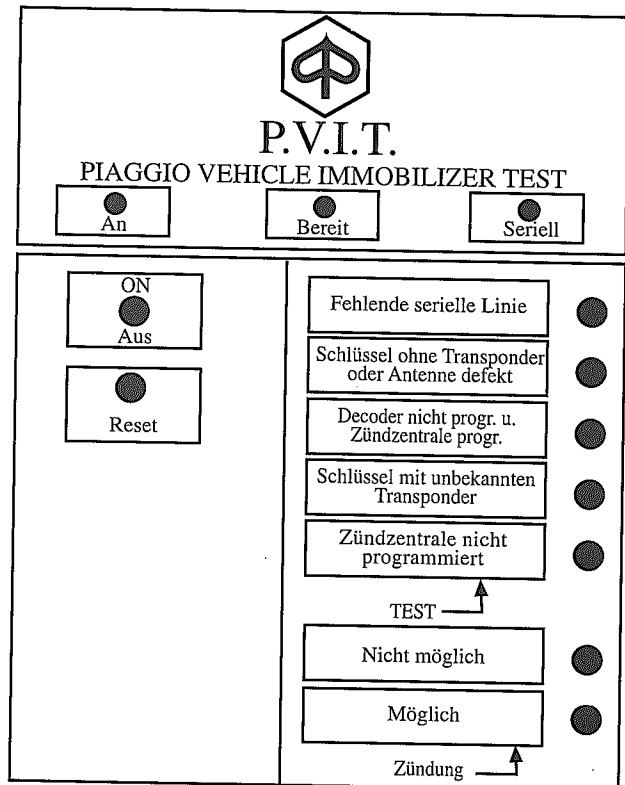 P.V.I.T.
PIAGGIO VEHICLE IMMOBILIZER TEST
An
Bereit
Seriell
ON
Aus
Reset
Fehlende serielle Linie
Schlüssel ohne Transponder
oder Antenne defekt
Decoder nicht progr. u.
Zündzentrale progr.
Schlüssel mit unbekannten
Transponder
Zündzentrale nicht
programmiert
TEST
Nicht möglich
Möglich
Zündung